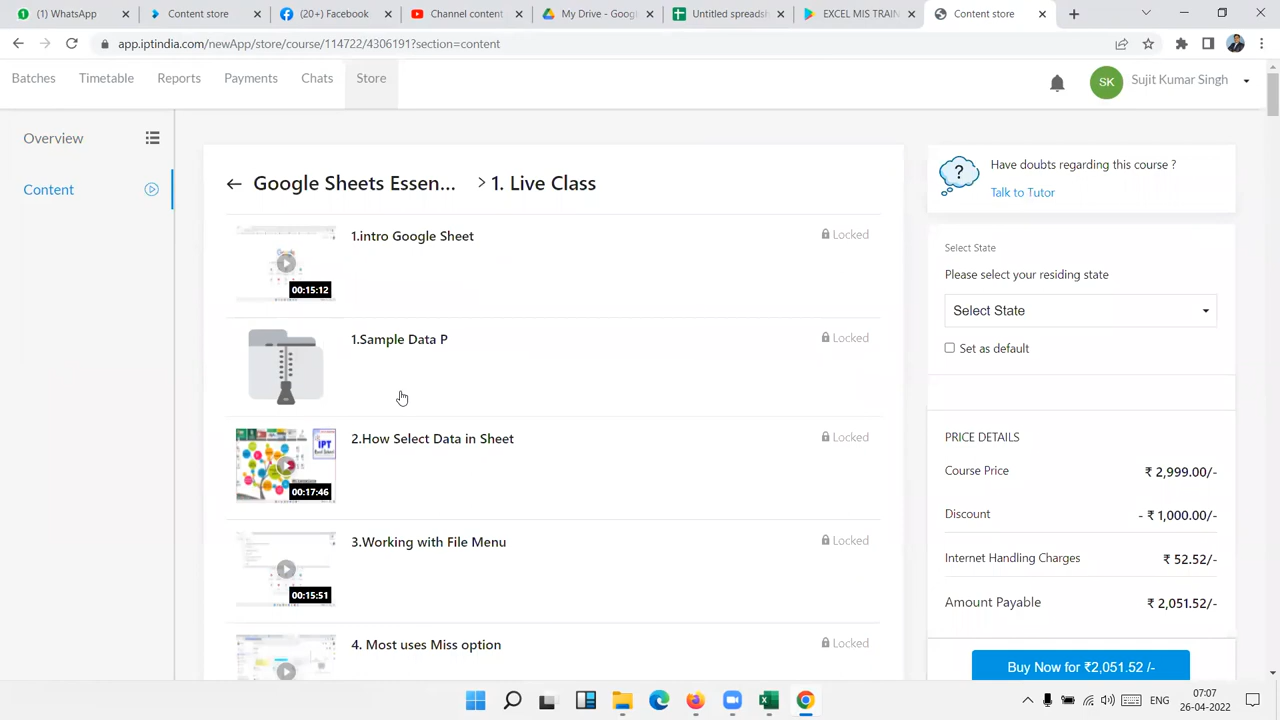 (1) WhatsApp
Content store
(20+) Facebook
Channel content
My Drive - Goog
Untitled spreads
EXCEL MIS TRAIN
Content store
app.iptindia.com/newApp/store/course/114722/4306191?section=content
Batches
Timetable
Reports
Payments
Chats
Store
SK
Sujit Kumar Singh
Overview
Content
Google Sheets Essen... > 1. Live Class
1.intro Google Sheet
Locked
00:15:12
1.Sample Data P
Locked
2.How Select Data in Sheet
Locked
IPT
00:17:46
3.Working with File Menu
Locked
00:15:51
4. Most uses Miss option
Locked
Have doubts regarding this course ?
Talk to Tutor
Select State
Please select your residing state
Select State
Set as default
PRICE DETAILS
Course Price ₹ 2,999.00/-
Discount - ₹ 1,000.00/-
Internet Handling Charges ₹ 52.52/-
Amount Payable ₹ 2,051.52/-
Buy Now for ₹2,051.52 /-
ENG
07:07
26-04-2022